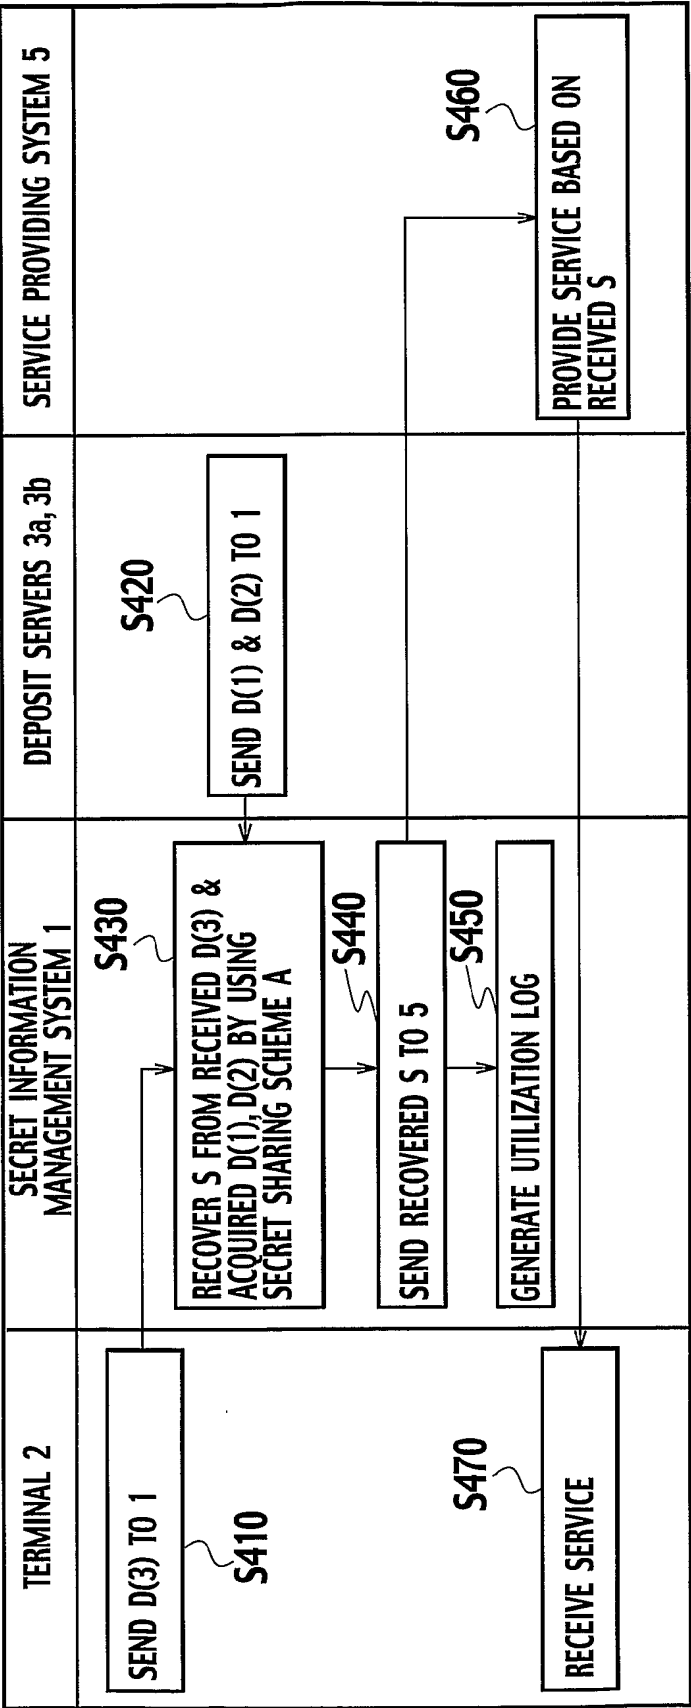 TERMINAL 2
SECRET INFORMATION
MANAGEMENT SYSTEM 1
DEPOSIT SERVERS 3a, 3b
SERVICE PROVIDING SYSTEM 5
SEND D(3) TO 1
S410
S420
SEND D(1) & D(2) TO 1
S430
RECOVER S FROM RECEIVED D(3) &
ACQUIRED D(1), D(2) BY USING
SECRET SHARING SCHEME A
S440
SEND RECOVERED S TO 5
S450
GENERATE UTILIZATION LOG
S460
PROVIDE SERVICE BASED ON
RECEIVED S
S470
RECEIVE SERVICE